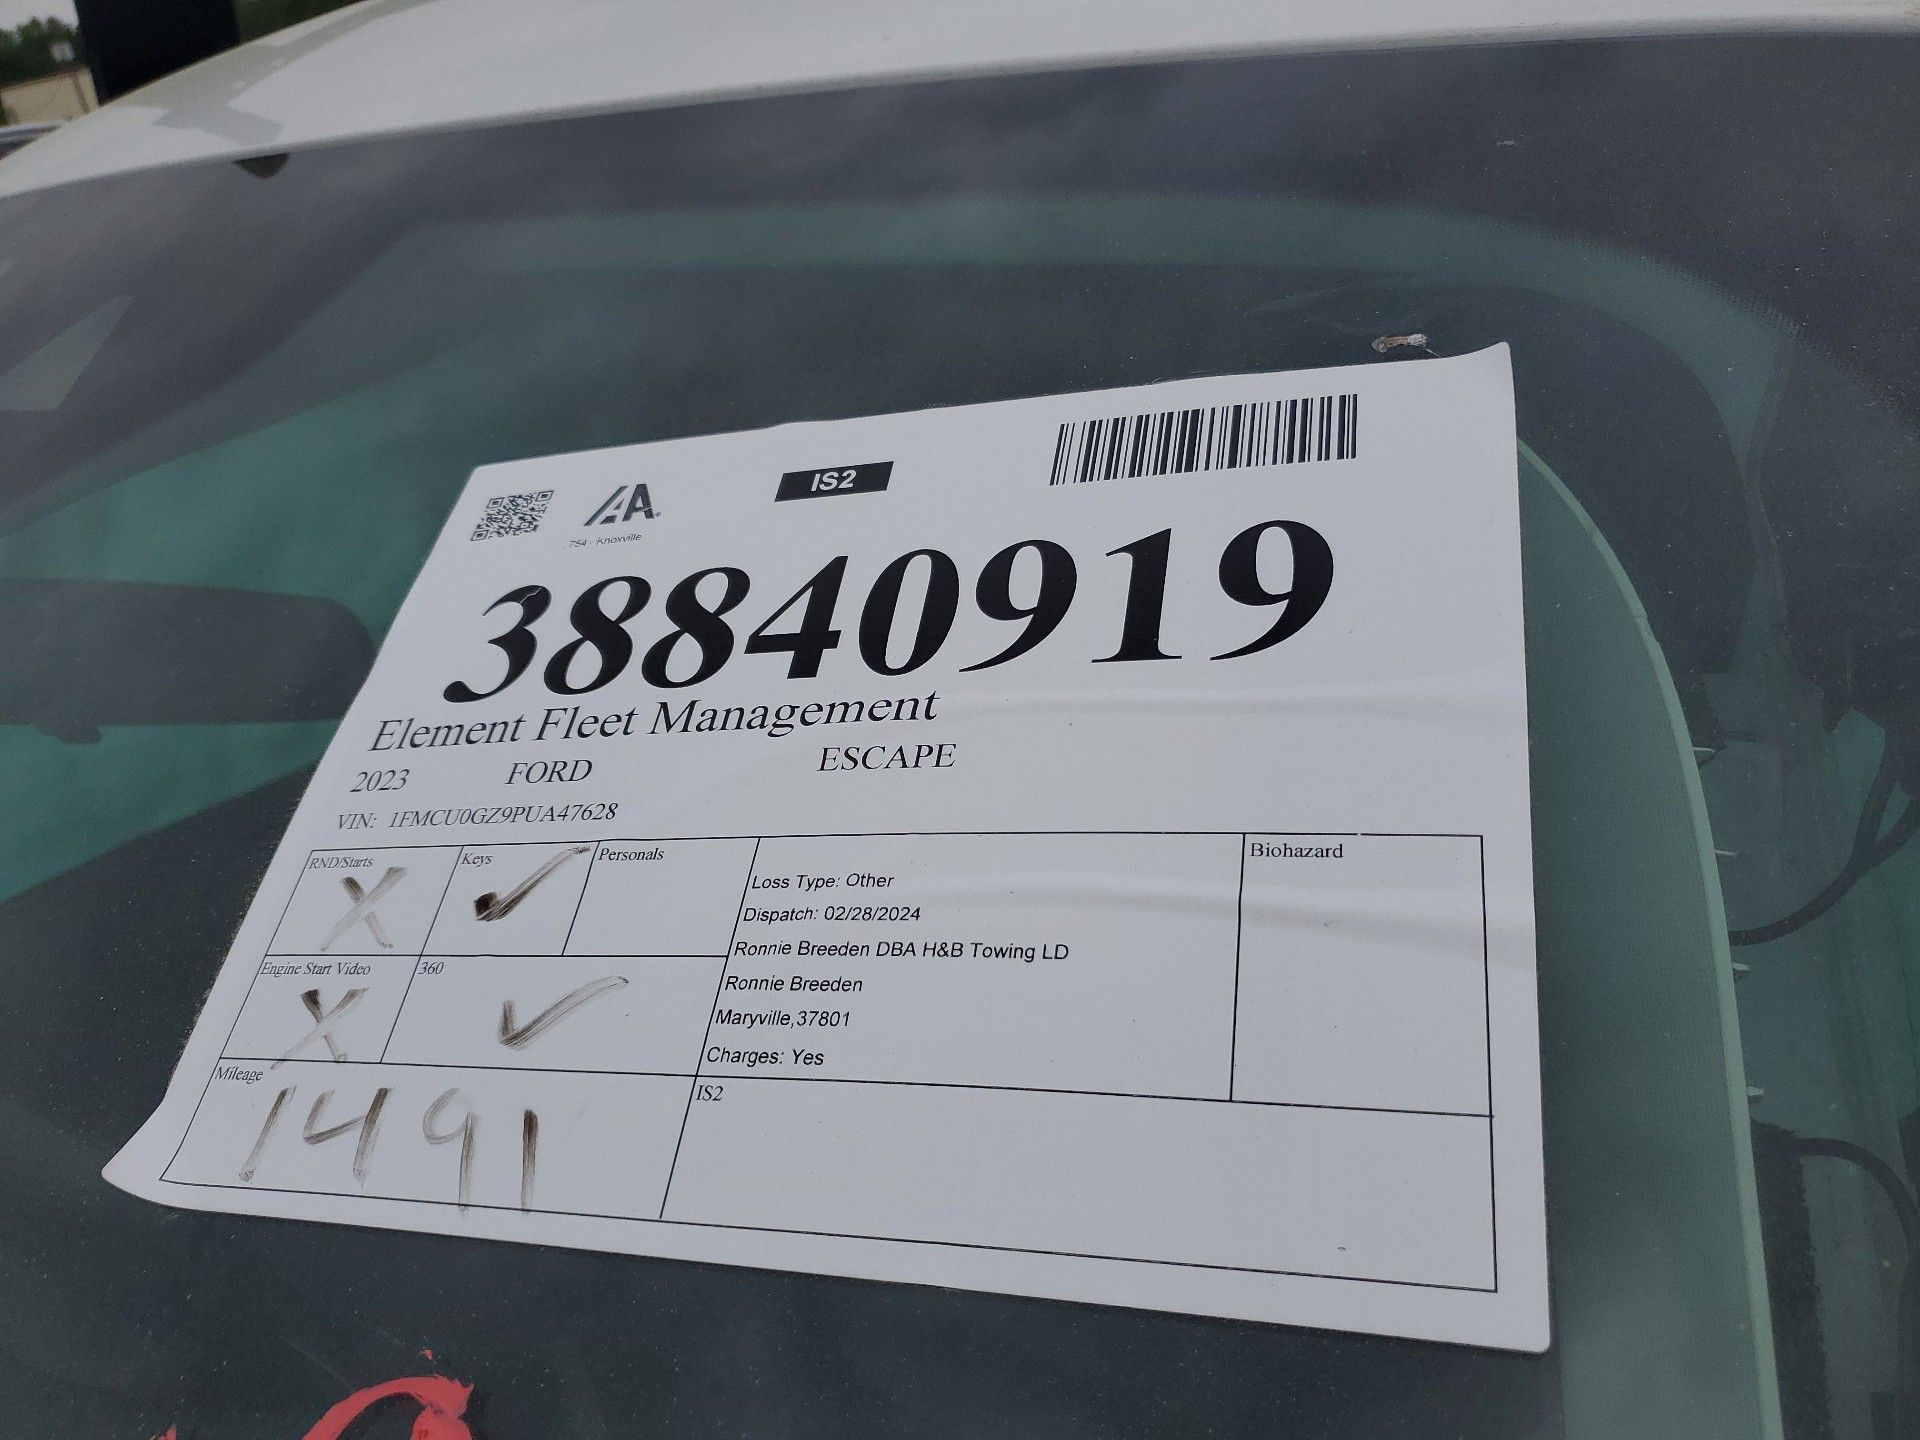 IAA
IS2
754 - Knoxville
38840919
Element Fleet Management
2023 FORD ESCAPE
VIN: 1FMCU0GZ9PUA47628
RND/Starts X
Keys ✓
Personals
Engine Start Video X
360 ✓
Mileage
1491
Loss Type: Other
Dispatch: 02/28/2024
Ronnie Breeden DBA H&B Towing LD
Ronnie Breeden
Maryville,37801
Charges: Yes
Biohazard
IS2